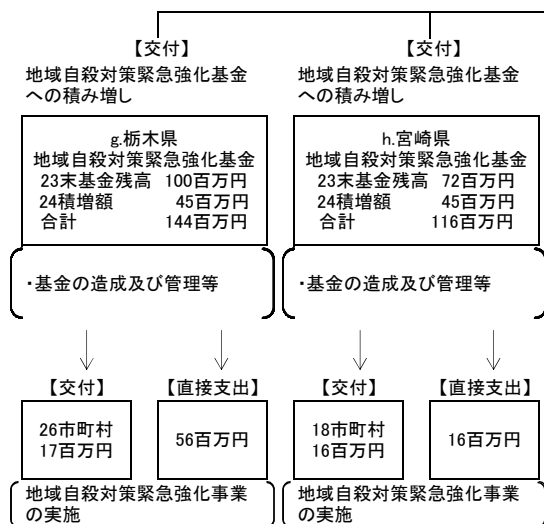 【交付】
地域自殺対策緊急強化基金
への積み増し
g.栃木県
地域自殺対策緊急強化基金
23末基金残高 100百万円
24積増額 45百万円
合計 144百万円
・基金の造成及び管理等
【交付】
26市町村
17百万円
【直接支出】
56百万円
地域自殺対策緊急強化事業
の実施
【交付】
地域自殺対策緊急強化基金
への積み増し
h.宮崎県
地域自殺対策緊急強化基金
23末基金残高 72百万円
24積増額 45百万円
合計 116百万円
・基金の造成及び管理等
【交付】
18市町村
16百万円
【直接支出】
16百万円
地域自殺対策緊急強化事業
の実施